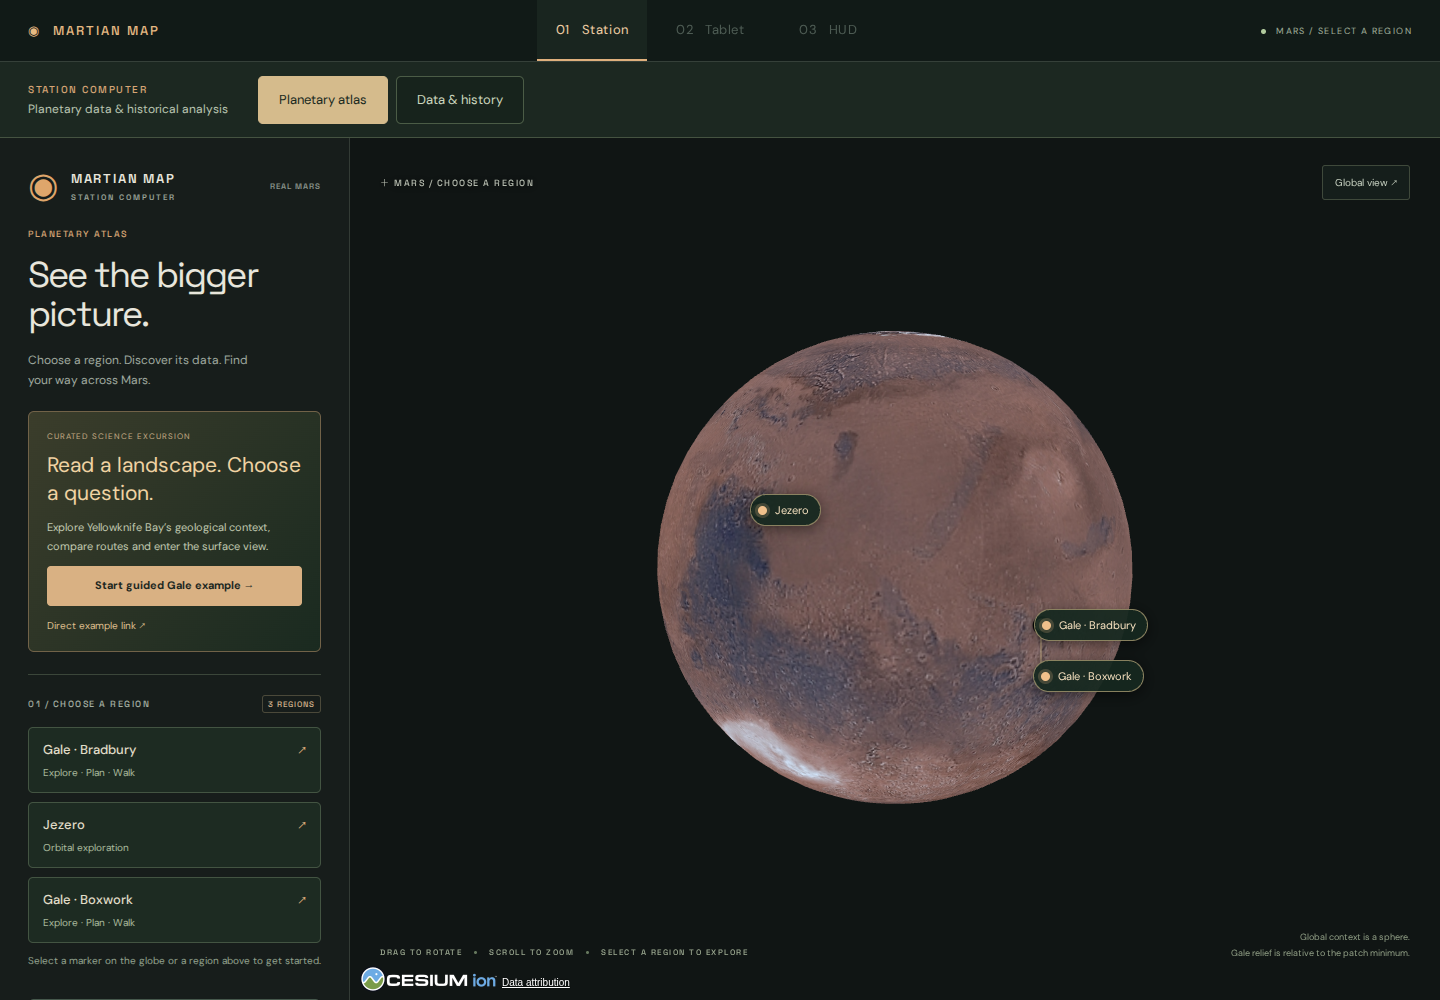 MARTIAN MAP
01 Station
02 Tablet
03 HUD
MARS / SELECT A REGION
STATION COMPUTER
Planetary data & historical analysis
Planetary atlas
Data & history
MARTIAN MAP
STATION COMPUTER
REAL MARS
PLANETARY ATLAS
See the bigger
picture.
Choose a region. Discover its data. Find
your way across Mars.
CURATED SCIENCE EXCURSION
Read a landscape. Choose
a question.
Explore Yellowknife Bay's geological context,
compare routes and enter the surface view.
Start guided Gale example →
Direct example link ↗
01 / CHOOSE A REGION
3 REGIONS
Gale · Bradbury ↗
Explore · Plan · Walk
Jezero ↗
Orbital exploration
Gale · Boxwork ↗
Explore · Plan · Walk
Select a marker on the globe or a region above to get started.
+ MARS / CHOOSE A REGION
Global view ↗
Jezero
Gale · Bradbury
Gale · Boxwork
DRAG TO ROTATE • SCROLL TO ZOOM • SELECT A REGION TO EXPLORE
Global context is a sphere.
Gale relief is relative to the patch minimum.
CESIUM ion Data attribution